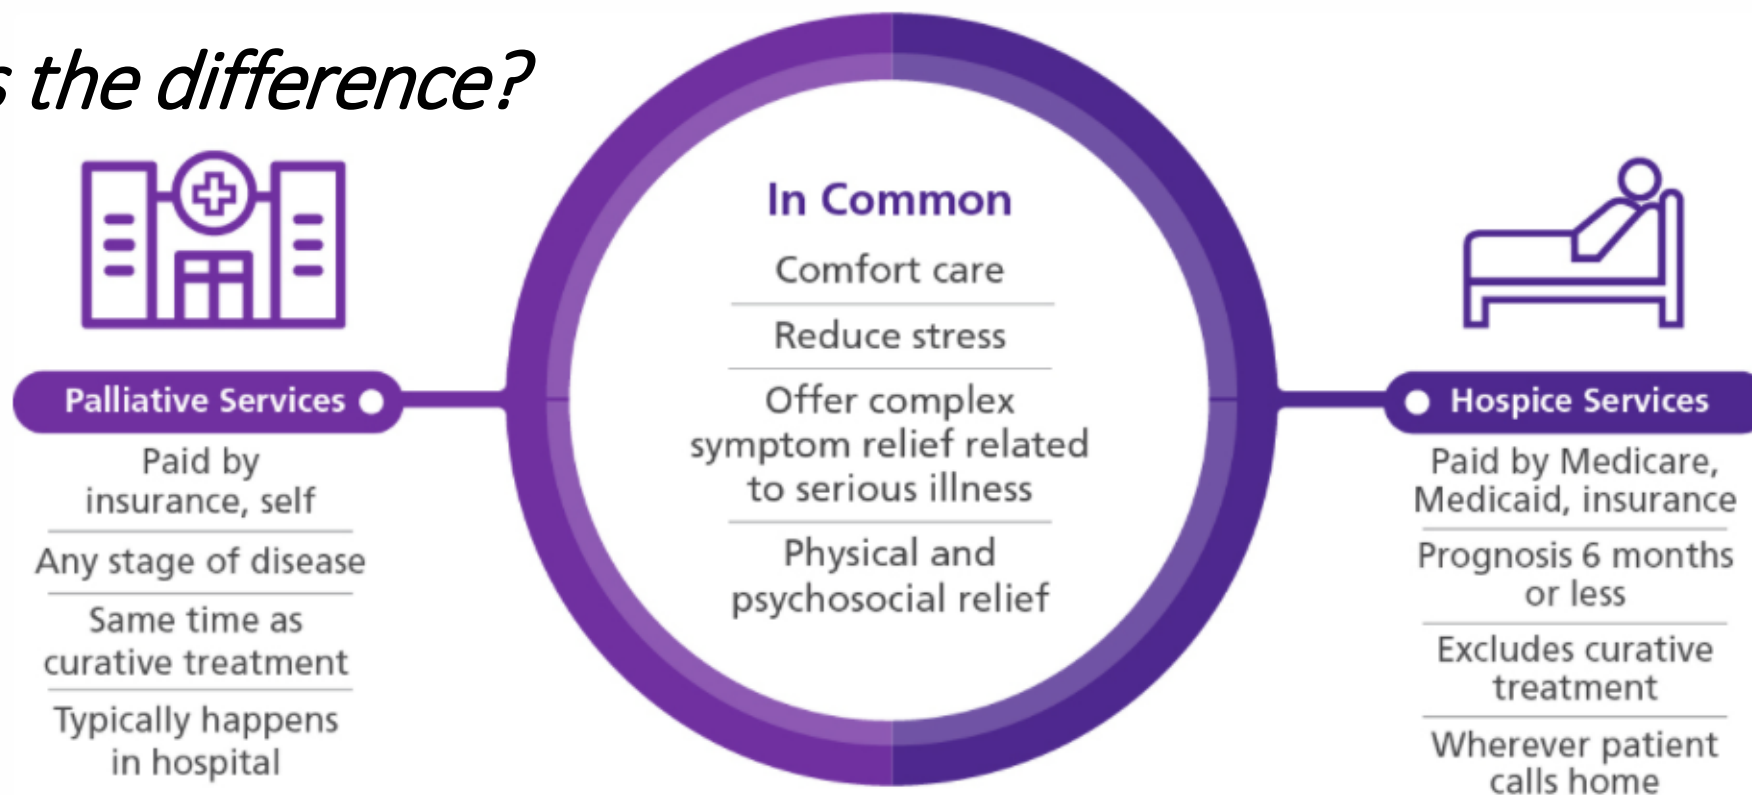 s the difference?
Palliative Services
Paid by
insurance, self
Any stage of disease
Same time as
curative treatment
Typically happens
in hospital
In Common
Comfort care
Reduce stress
Offer complex
symptom relief related
to serious illness
Physical and
psychosocial relief
Hospice Services
Paid by Medicare,
Medicaid, insurance
Prognosis 6 months
or less
Excludes curative
treatment
Wherever patient
calls home